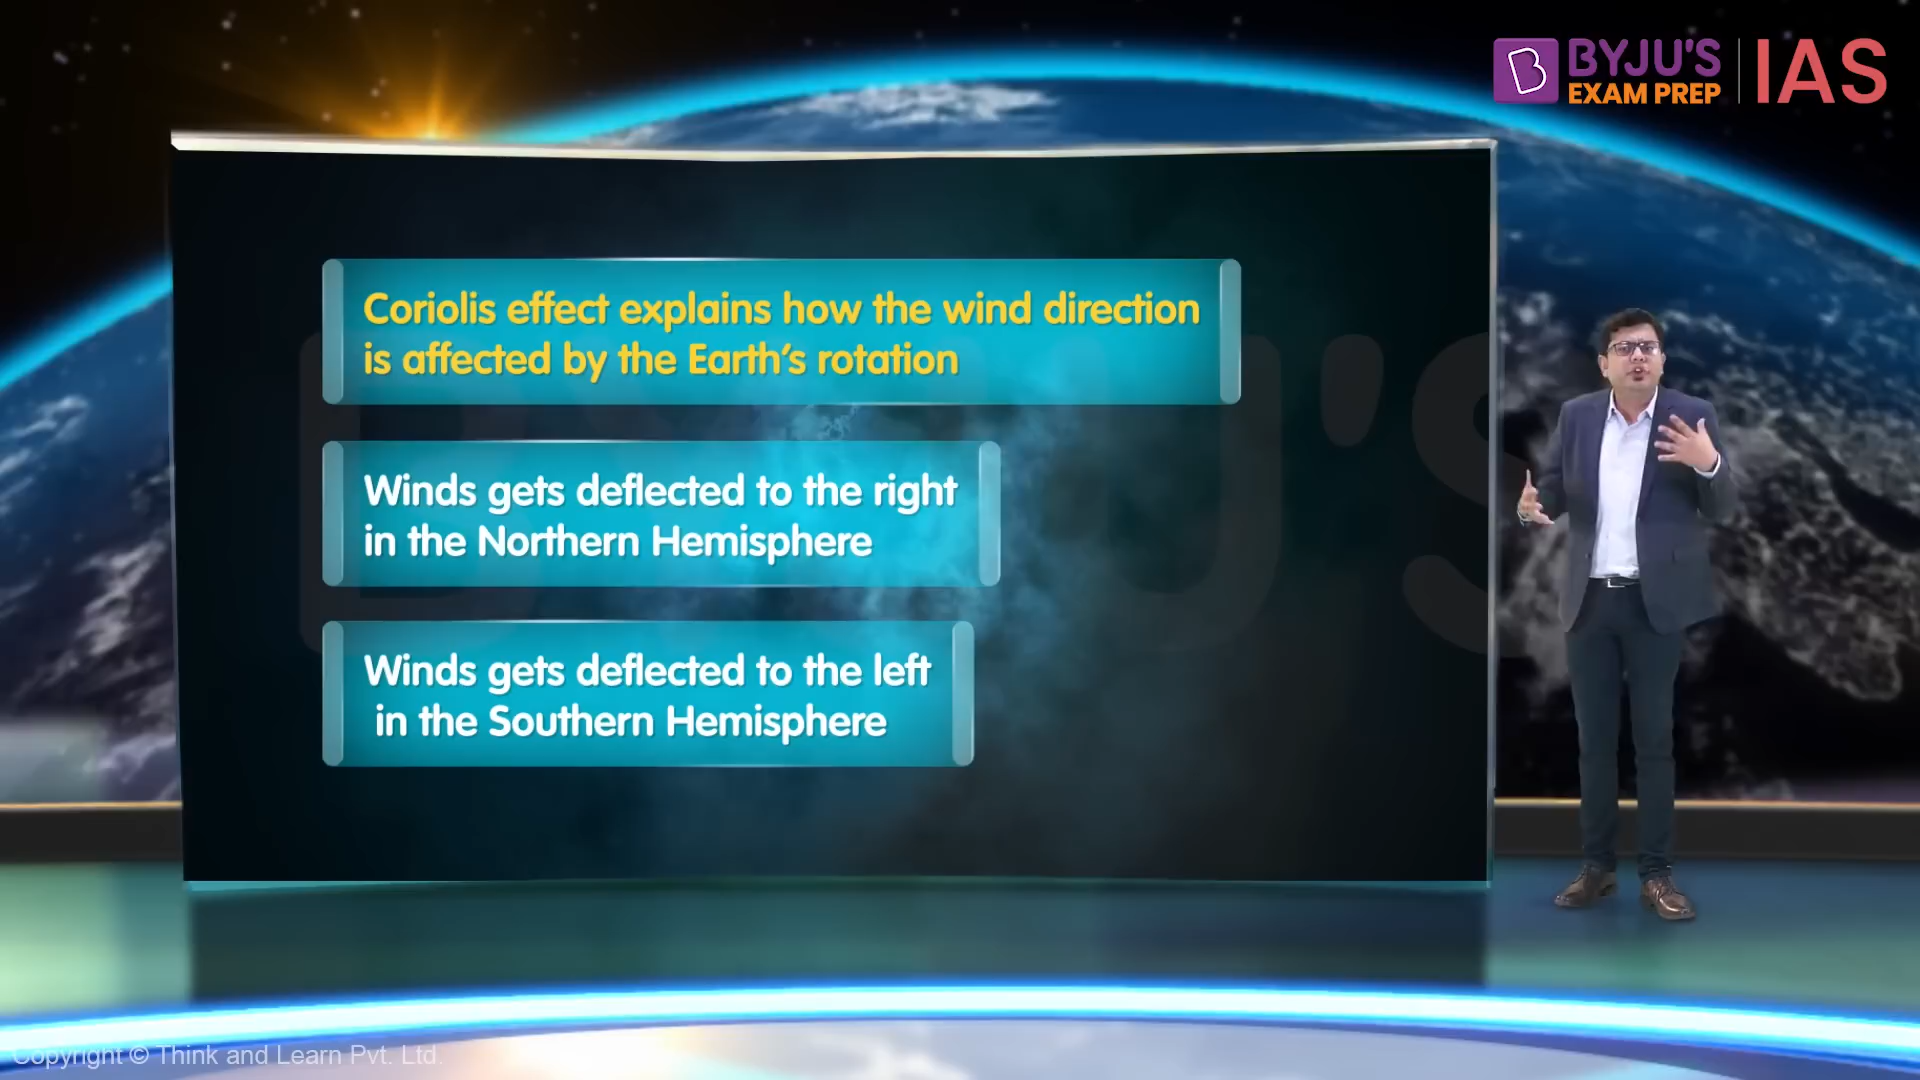 BYJU'S
EXAM PREP
IAS
Coriolis effect explains how the wind direction
is affected by the Earth's rotation
Winds gets deflected to the right
in the Northern Hemisphere
Winds gets deflected to the left
in the Southern Hemisphere
BYJU'S
Copyright © Think and Learn Pvt. Ltd.